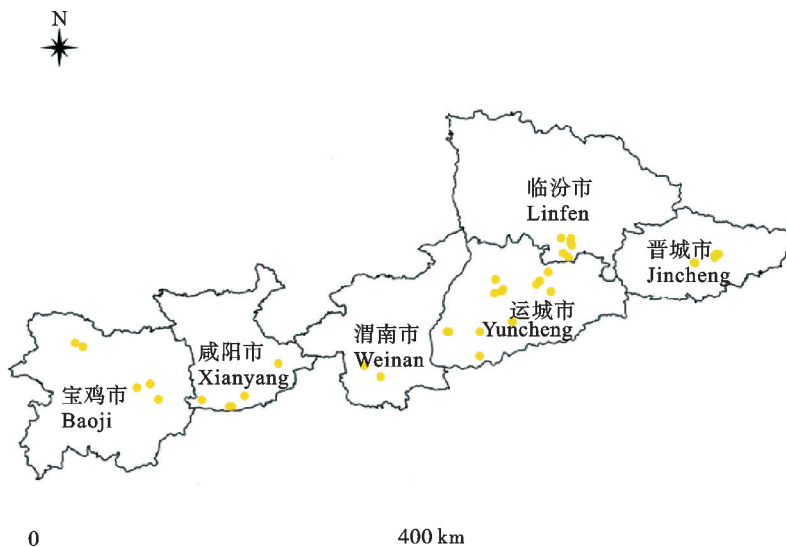 N
临汾市
Linfen
晋城市
Jincheng
运城市
Yuncheng
渭南市
Weinan
咸阳市
Xianyang
宝鸡市
Baoji
0
400 km